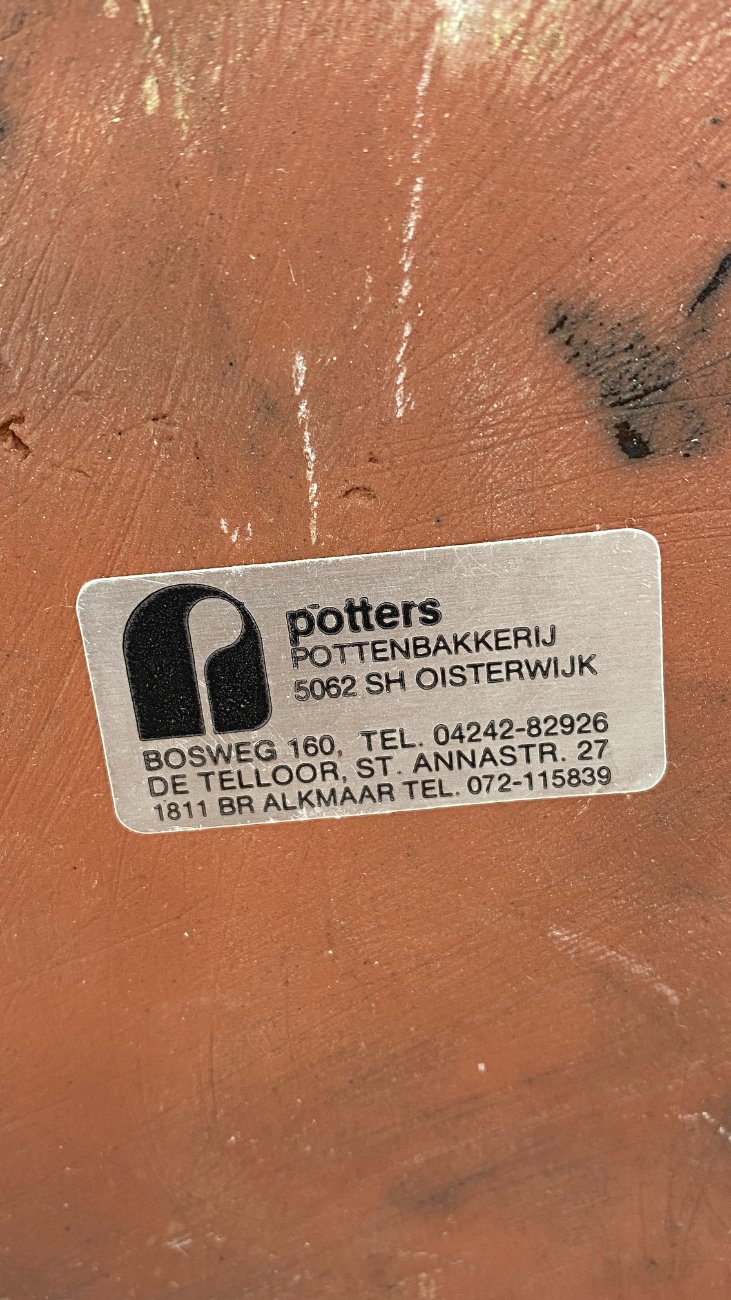 potters
POTTENBAKKERIJ
5062 SH OISTERWIJK
BOSWEG 160, TEL. 04242-82926
DE TELLOOR, ST. ANNASTR. 27
1811 BR ALKMAAR TEL. 072-115839